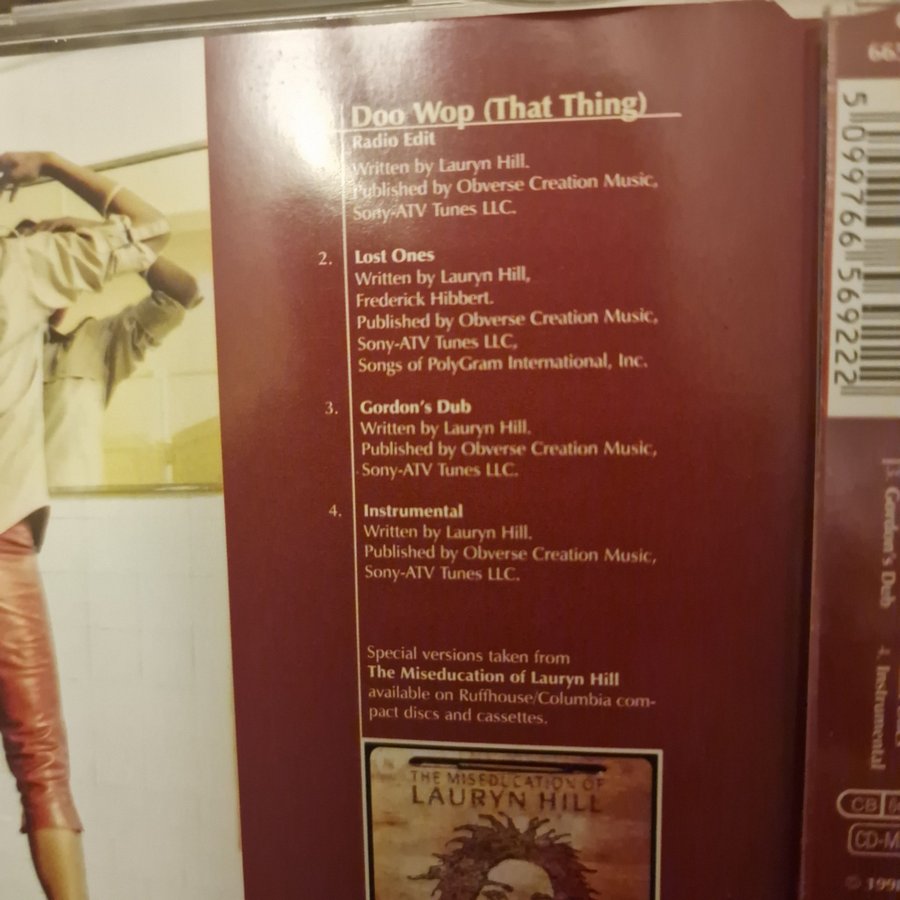 Doo Wop (That Thing)
Radio Edit
Written by Lauryn Hill.
Published by Obverse Creation Music,
Sony-ATV Tunes LLC.
2. Lost Ones
Written by Lauryn Hill,
Frederick Hibbert.
Published by Obverse Creation Music,
Sony-ATV Tunes LLC,
Songs of PolyGram International, Inc.
3. Gordon's Dub
Written by Lauryn Hill.
Published by Obverse Creation Music,
Sony-ATV Tunes LLC.
4. Instrumental
Written by Lauryn Hill.
Published by Obverse Creation Music,
Sony-ATV Tunes LLC.
Special versions taken from
The Miseducation of Lauryn Hill
available on Ruffhouse/Columbia com-
pact discs and cassettes.
THE MISEDUCATION OF
LAURYN HILL
5 099766 569222
3. Gordon's Dub
4. Instrumental
CB